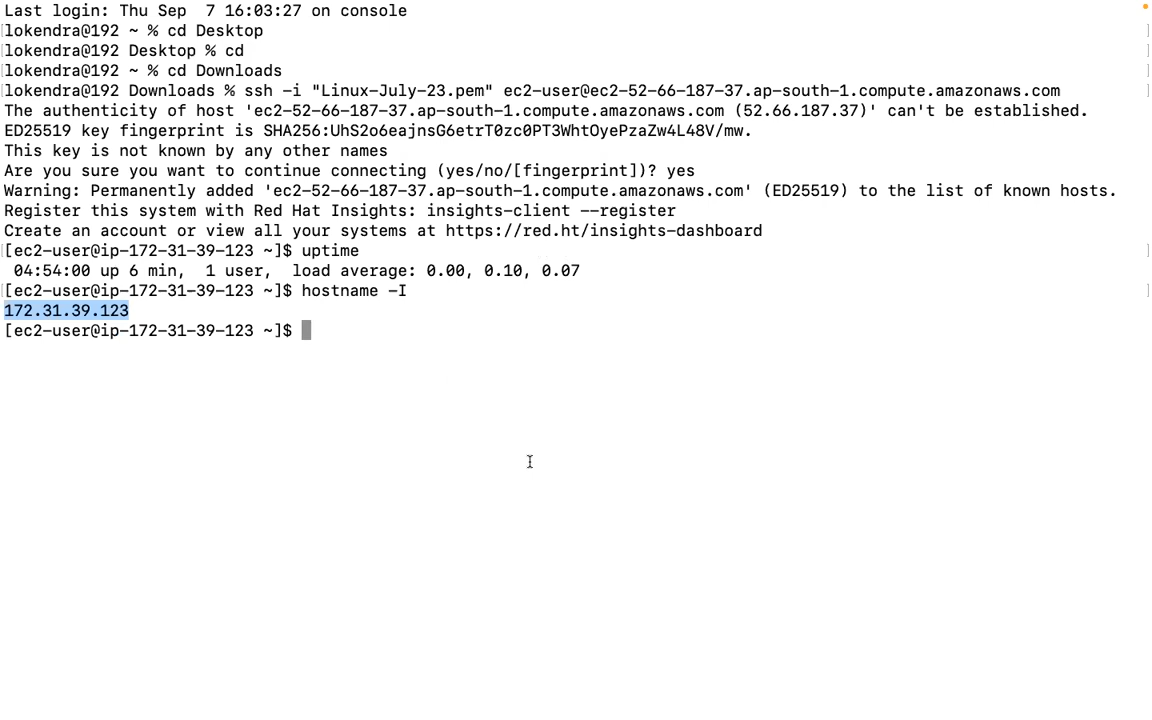 Last login: Thu Sep  7 16:03:27 on console
[lokendra@192 ~ % cd Desktop                                                    ]
[lokendra@192 Desktop % cd                                                      ]
[lokendra@192 ~ % cd Downloads                                                  ]
[lokendra@192 Downloads % ssh -i "Linux-July-23.pem" ec2-user@ec2-52-66-187-37.ap-south-1.compute.amazonaws.com ]
The authenticity of host 'ec2-52-66-187-37.ap-south-1.compute.amazonaws.com (52.66.187.37)' can't be established.
ED25519 key fingerprint is SHA256:UhS2o6eajnsG6etrT0zc0PT3WhtOyePzaZw4L48V/mw.
This key is not known by any other names
Are you sure you want to continue connecting (yes/no/[fingerprint])? yes
Warning: Permanently added 'ec2-52-66-187-37.ap-south-1.compute.amazonaws.com' (ED25519) to the list of known hosts.
Register this system with Red Hat Insights: insights-client --register
Create an account or view all your systems at https://red.ht/insights-dashboard
[[ec2-user@ip-172-31-39-123 ~]$ uptime                                          ]
 04:54:00 up 6 min,  1 user,  load average: 0.00, 0.10, 0.07
[[ec2-user@ip-172-31-39-123 ~]$ hostname -I                                     ]
172.31.39.123
[ec2-user@ip-172-31-39-123 ~]$